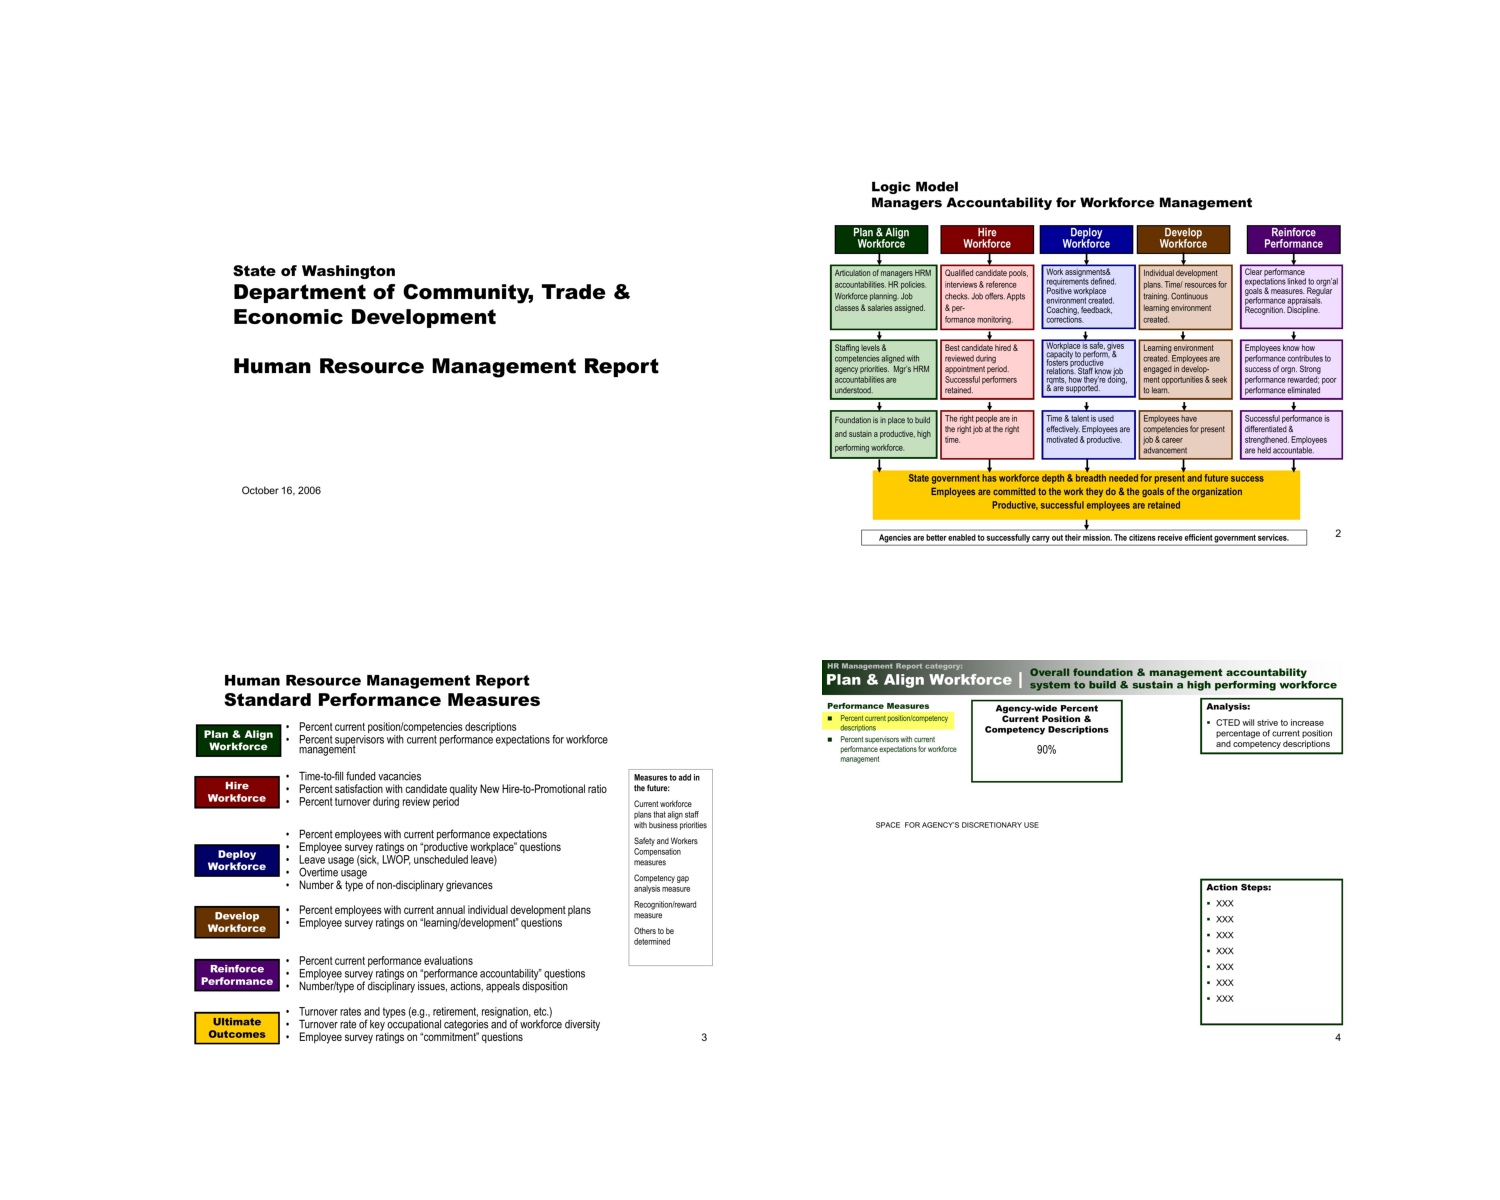 State of Washington
Department of Community, Trade &
Economic Development
Human Resource Management Report
October 16, 2006
Logic Model
Managers Accountability for Workforce Management
Plan & Align
Workforce
Hire
Workforce
Deploy
Workforce
Develop
Workforce
Reinforce
Performance
Articulation of managers HRM
accountabilities. HR policies.
Workforce planning. Job
classes & salaries assigned.
Qualified candidate pools,
interviews & reference
checks. Job offers. Appts
& per-
formance monitoring.
Work assignments&
requirements defined.
Positive workplace
environment created.
Coaching, feedback,
corrections.
Individual development
plans. Time/ resources for
training. Continuous
learning environment
created.
Clear performance
expectations linked to orgn'al
goals & measures. Regular
performance appraisals.
Recognition. Discipline.
Staffing levels &
competencies aligned with
agency priorities. Mgr's HRM
accountabilities are
understood.
Best candidate hired &
reviewed during
appointment period.
Successful performers
retained.
Workplace is safe, gives
capacity to perform, &
fosters productive
relations. Staff know job
rqmts, how they're doing,
& are supported.
Learning environment
created. Employees are
engaged in develop-
ment opportunities & seek
to learn.
Employees know how
performance contributes to
success of orgn. Strong
performance rewarded; poor
performance eliminated
Foundation is in place to build
and sustain a productive, high
performing workforce.
The right people are in
the right job at the right
time.
Time & talent is used
effectively. Employees are
motivated & productive.
Employees have
competencies for present
job & career
advancement
Successful performance is
differentiated &
strengthened. Employees
are held accountable.
State government has workforce depth & breadth needed for present and future success
Employees are committed to the work they do & the goals of the organization
Productive, successful employees are retained
Agencies are better enabled to successfully carry out their mission. The citizens receive efficient government services.
2
Human Resource Management Report
Standard Performance Measures
Plan & Align
Workforce
• Percent current position/competencies descriptions
• Percent supervisors with current performance expectations for workforce
management
Hire
Workforce
• Time-to-fill funded vacancies
• Percent satisfaction with candidate quality New Hire-to-Promotional ratio
• Percent turnover during review period
Deploy
Workforce
• Percent employees with current performance expectations
• Employee survey ratings on “productive workplace” questions
• Leave usage (sick, LWOP, unscheduled leave)
• Overtime usage
• Number & type of non-disciplinary grievances
Develop
Workforce
• Percent employees with current annual individual development plans
• Employee survey ratings on “learning/development” questions
Reinforce
Performance
• Percent current performance evaluations
• Employee survey ratings on “performance accountability” questions
• Number/type of disciplinary issues, actions, appeals disposition
Ultimate
Outcomes
• Turnover rates and types (e.g., retirement, resignation, etc.)
• Turnover rate of key occupational categories and of workforce diversity
• Employee survey ratings on “commitment” questions
Measures to add in
the future:
Current workforce
plans that align staff
with business priorities
Safety and Workers
Compensation
measures
Competency gap
analysis measure
Recognition/reward
measure
Others to be
determined
3
HR Management Report category:
Plan & Align Workforce |
Overall foundation & management accountability
system to build & sustain a high performing workforce
Performance Measures
■ Percent current position/competency
descriptions
■ Percent supervisors with current
performance expectations for workforce
management
Agency-wide Percent
Current Position &
Competency Descriptions
90%
Analysis:
▪ CTED will strive to increase
percentage of current position
and competency descriptions
SPACE FOR AGENCY'S DISCRETIONARY USE
Action Steps:
▪ XXX
▪ XXX
▪ XXX
▪ XXX
▪ XXX
▪ XXX
▪ XXX
4